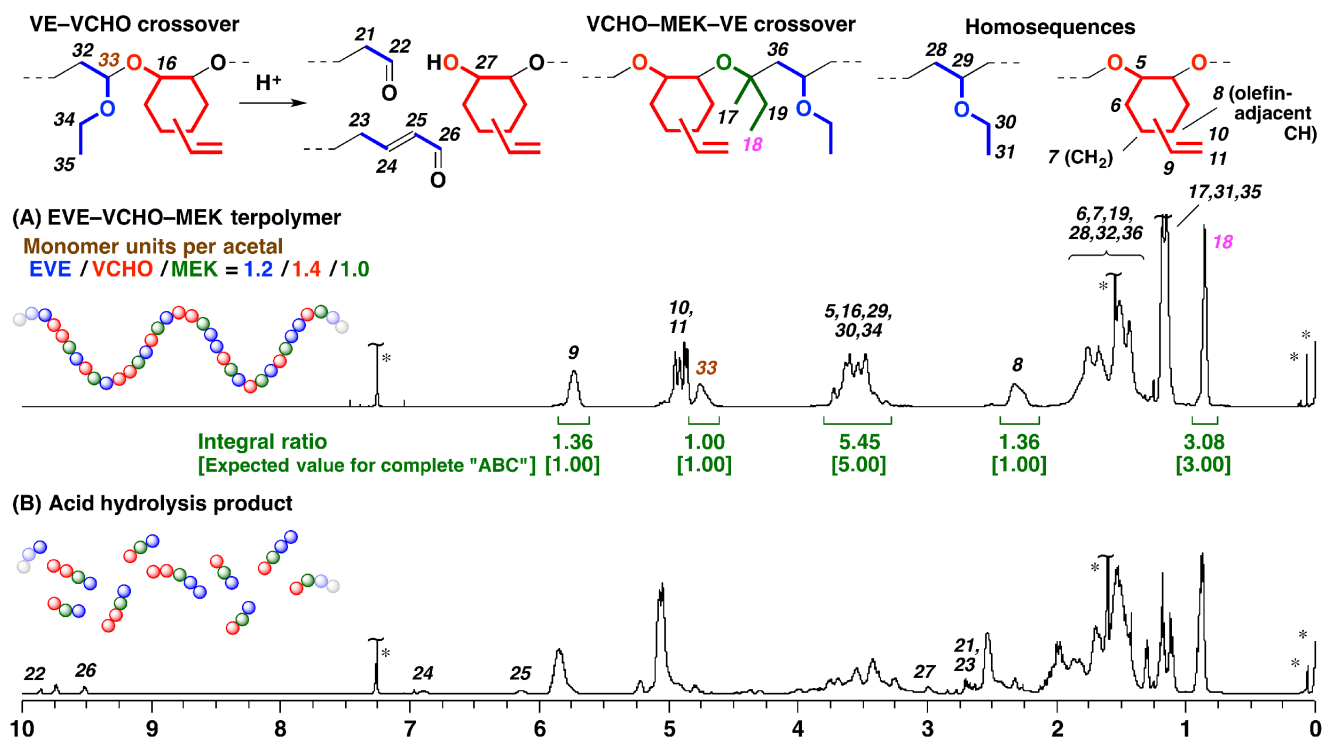 VE–VCHO crossover
VCHO–MEK–VE crossover
Homosequences
32 33 O 16 O
O
34
35
H+
21
22
O
23
25
26
24
O
HO 27 O
O O 36
17 19
O
18
28
29
O
30
31
O 5 O
6
8 (olefin-
adjacent
CH)
7 (CH2)
10
9 11
(A) EVE–VCHO–MEK terpolymer
Monomer units per acetal
EVE / VCHO / MEK = 1.2 / 1.4 / 1.0
*
9
10,
11
33
5,16,29,
30,34
8
6,7,19,
28,32,36
*
17,31,35
18
*
*
Integral ratio 1.36 1.00 5.45 1.36 3.08
[Expected value for complete "ABC"] [1.00] [1.00] [5.00] [1.00] [3.00]
(B) Acid hydrolysis product
22
26
*
24
25
27
21,
23
*
*
*
10 9 8 7 6 5 4 3 2 1 0